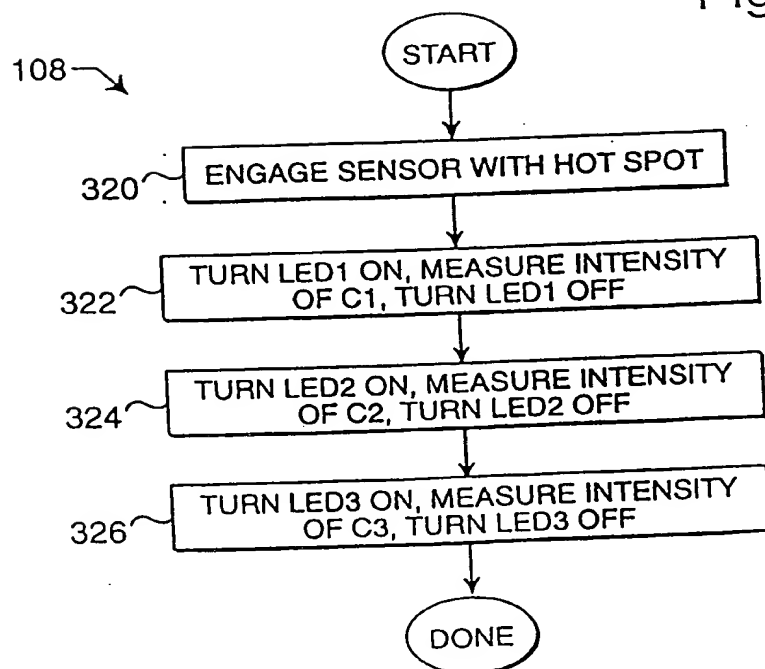 Fig
START
108
ENGAGE SENSOR WITH HOT SPOT
320
TURN LED1 ON, MEASURE INTENSITY
OF C1, TURN LED1 OFF
322
TURN LED2 ON, MEASURE INTENSITY
OF C2, TURN LED2 OFF
324
TURN LED3 ON, MEASURE INTENSITY
OF C3, TURN LED3 OFF
326
DONE